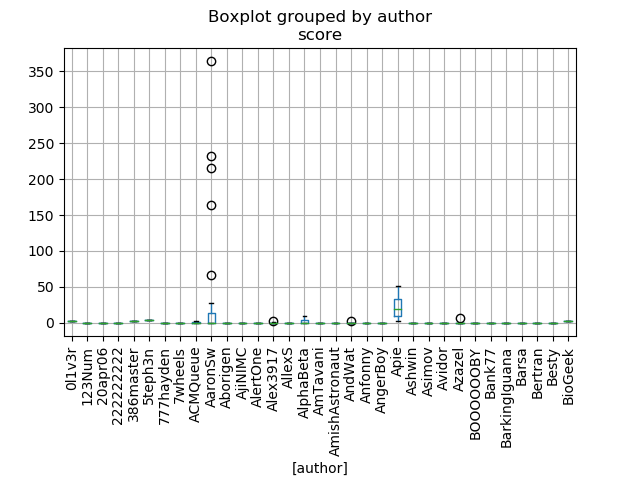 Boxplot grouped by author
score
350
300
250
200
150
100
50
0
0l1v3r
123Num
20apr06
2222222222
386master
5teph3n
777hayden
7wheels
ACMQueue
AaronSw
Aborigen
AjiNIMC
AlertOne
Alex3917
AllexS
AlphaBeta
AmTavani
AmishAstronaut
AndWat
Anfonny
AngerBoy
Apie
Ashwin
Asimov
Avidor
Azazel
BOOOOOOBY
Bank77
BarkingIguana
Barsa
Bertran
Besty
BioGeek
[author]